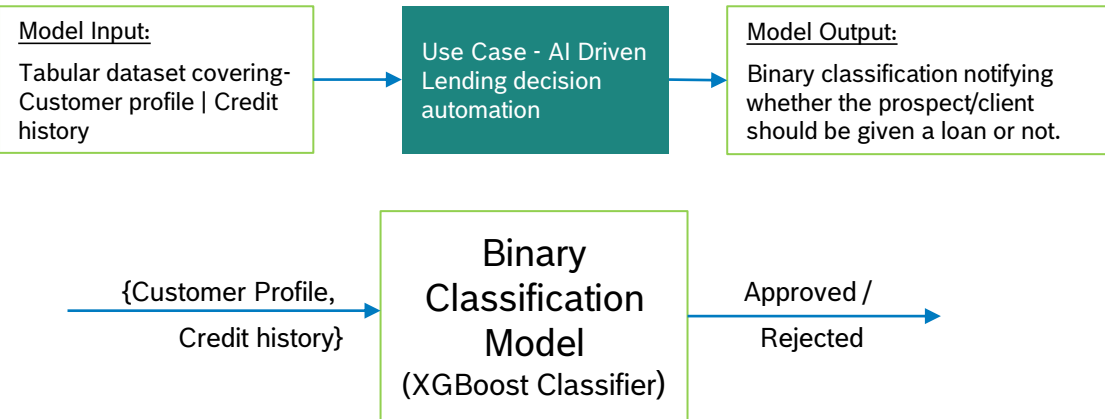 Model Input:
Tabular dataset covering-
Customer profile | Credit
history
Use Case - AI Driven
Lending decision
automation
Model Output:
Binary classification notifying
whether the prospect/client
should be given a loan or not.
{Customer Profile,
Credit history}
Binary
Classification
Model
(XGBoost Classifier)
Approved /
Rejected